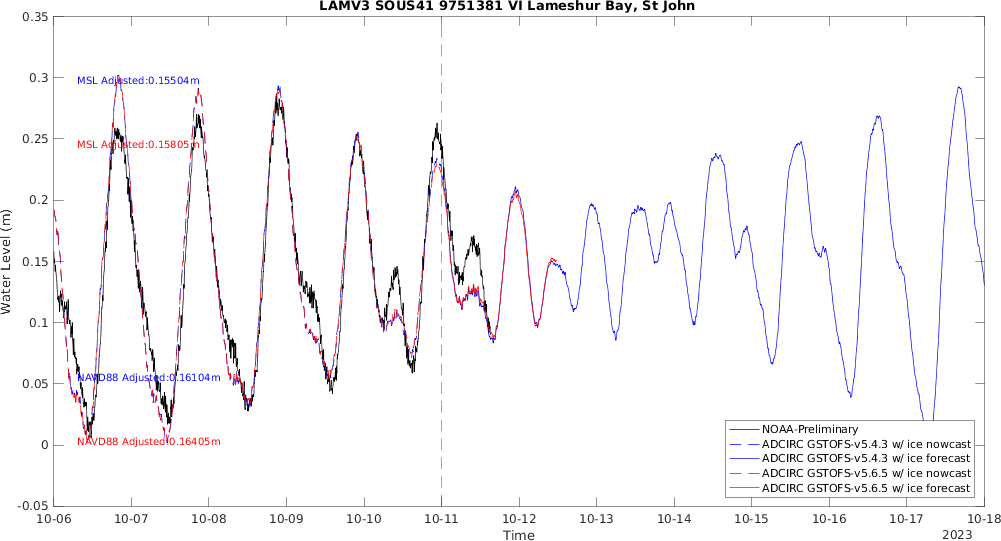 LAMV3 SOUS41 9751381 VI Lameshur Bay, St John
0.35
0.3
0.25
0.2
0.15
0.1
0.05
0
-0.05
Water Level (m)
MSL Adjusted:0.15504m
MSL Adjusted:0.15805m
NAVD88 Adjusted:0.16104m
NAVD88 Adjusted:0.16405m
NOAA-Preliminary
ADCIRC GSTOFS-v5.4.3 w/ ice nowcast
ADCIRC GSTOFS-v5.4.3 w/ ice forecast
ADCIRC GSTOFS-v5.6.5 w/ ice nowcast
ADCIRC GSTOFS-v5.6.5 w/ ice forecast
10-06 10-07 10-08 10-09 10-10 10-11 10-12 10-13 10-14 10-15 10-16 10-17 10-18
Time
2023